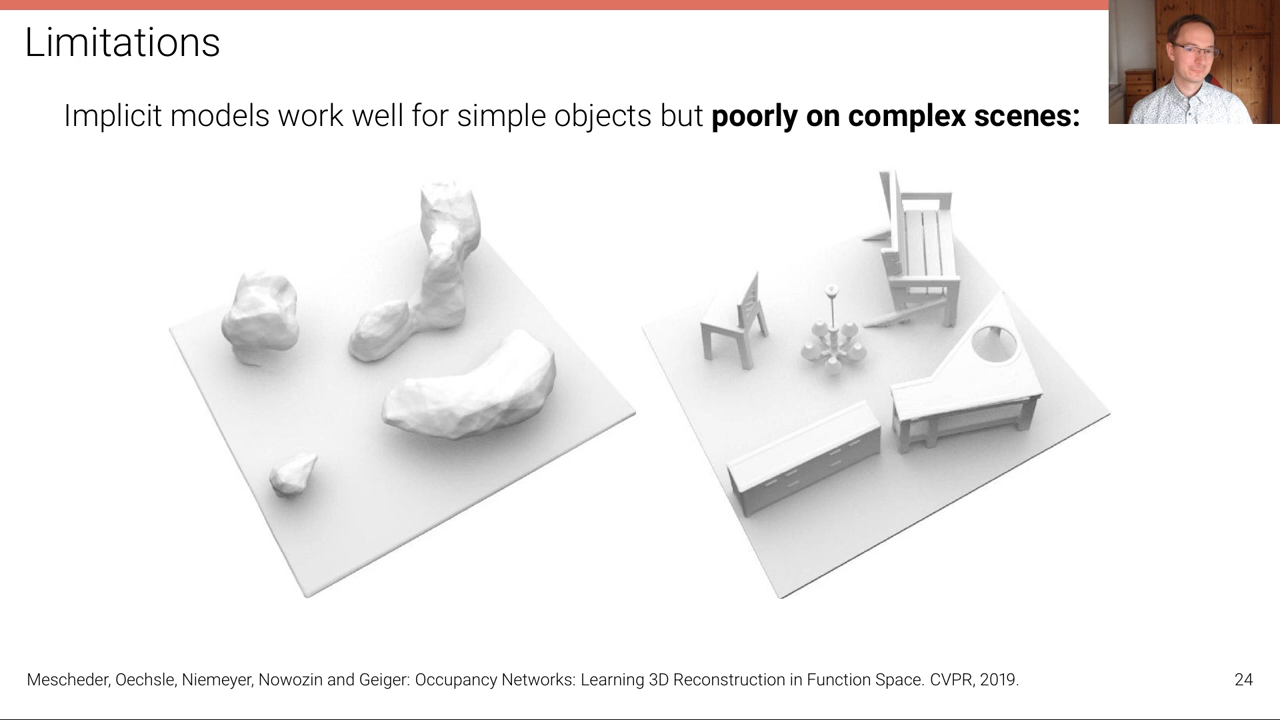 Limitations
Implicit models work well for simple objects but poorly on complex scenes:
Mescheder, Oechsle, Niemeyer, Nowozin and Geiger: Occupancy Networks: Learning 3D Reconstruction in Function Space. CVPR, 2019.
24